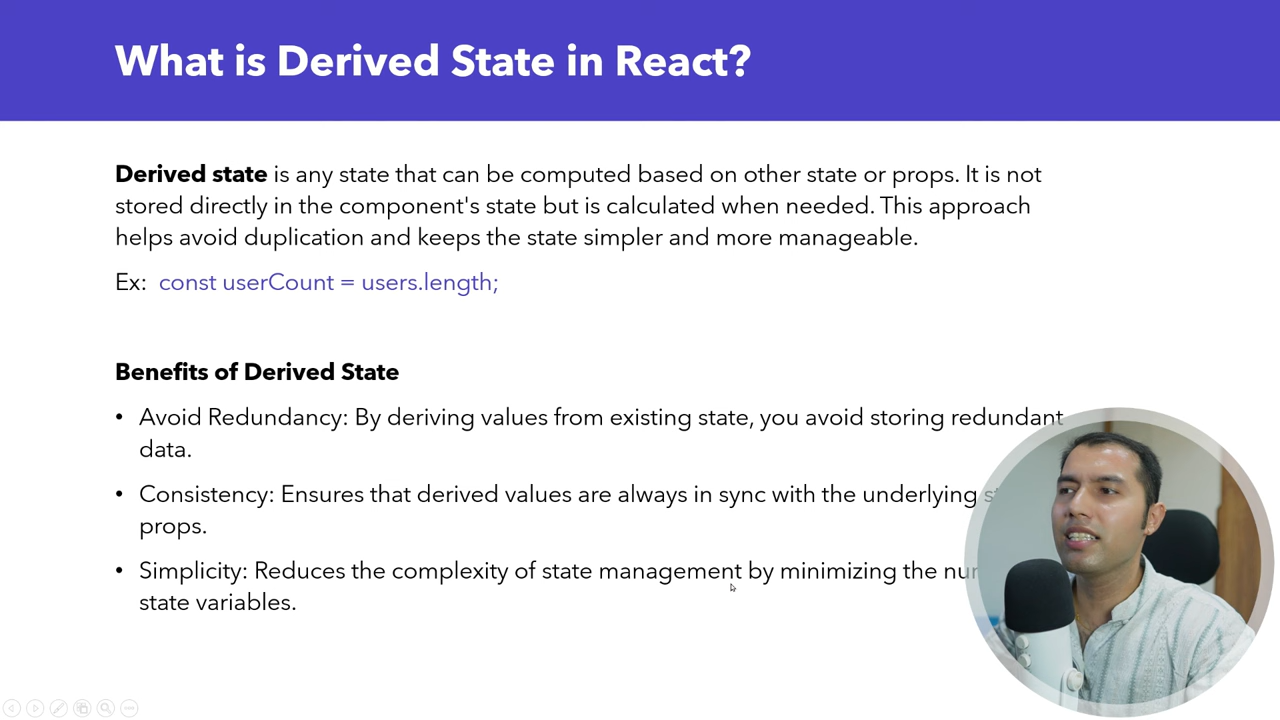 What is Derived State in React?
Derived state is any state that can be computed based on other state or props. It is not
stored directly in the component's state but is calculated when needed. This approach
helps avoid duplication and keeps the state simpler and more manageable.
Ex: const userCount = users.length;
Benefits of Derived State
• Avoid Redundancy: By deriving values from existing state, you avoid storing redundant
data.
• Consistency: Ensures that derived values are always in sync with the underlying
props.
• Simplicity: Reduces the complexity of state management by minimizing the
state variables.